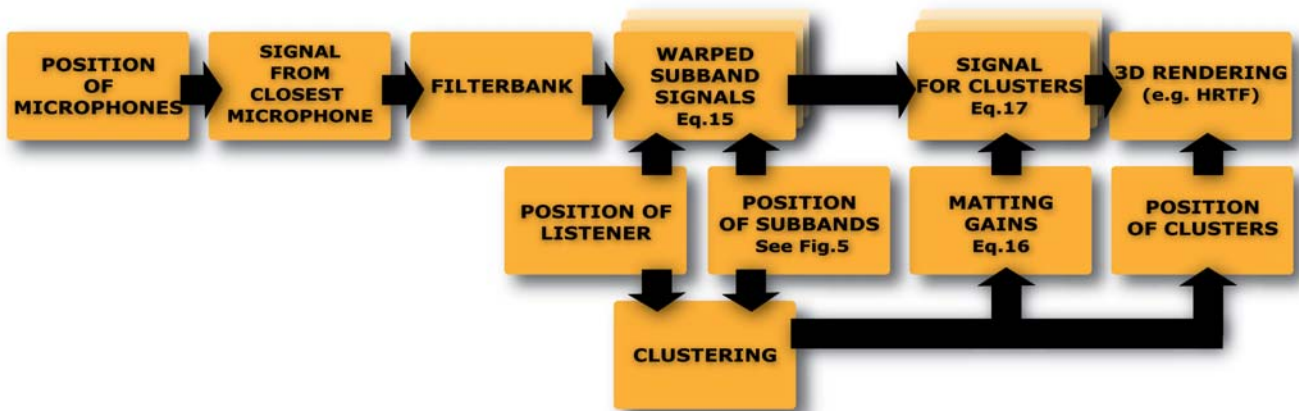 POSITION
OF
MICROPHONES
SIGNAL
FROM
CLOSEST
MICROPHONE
FILTERBANK
WARPED
SUBBAND
SIGNALS
Eq.15
SIGNAL
FOR CLUSTERS
Eq.17
3D RENDERING
(e.g. HRTF)
POSITION OF
LISTENER
POSITION
OF SUBBANDS
See Fig.5
MATTING
GAINS
Eq.16
POSITION
OF CLUSTERS
CLUSTERING